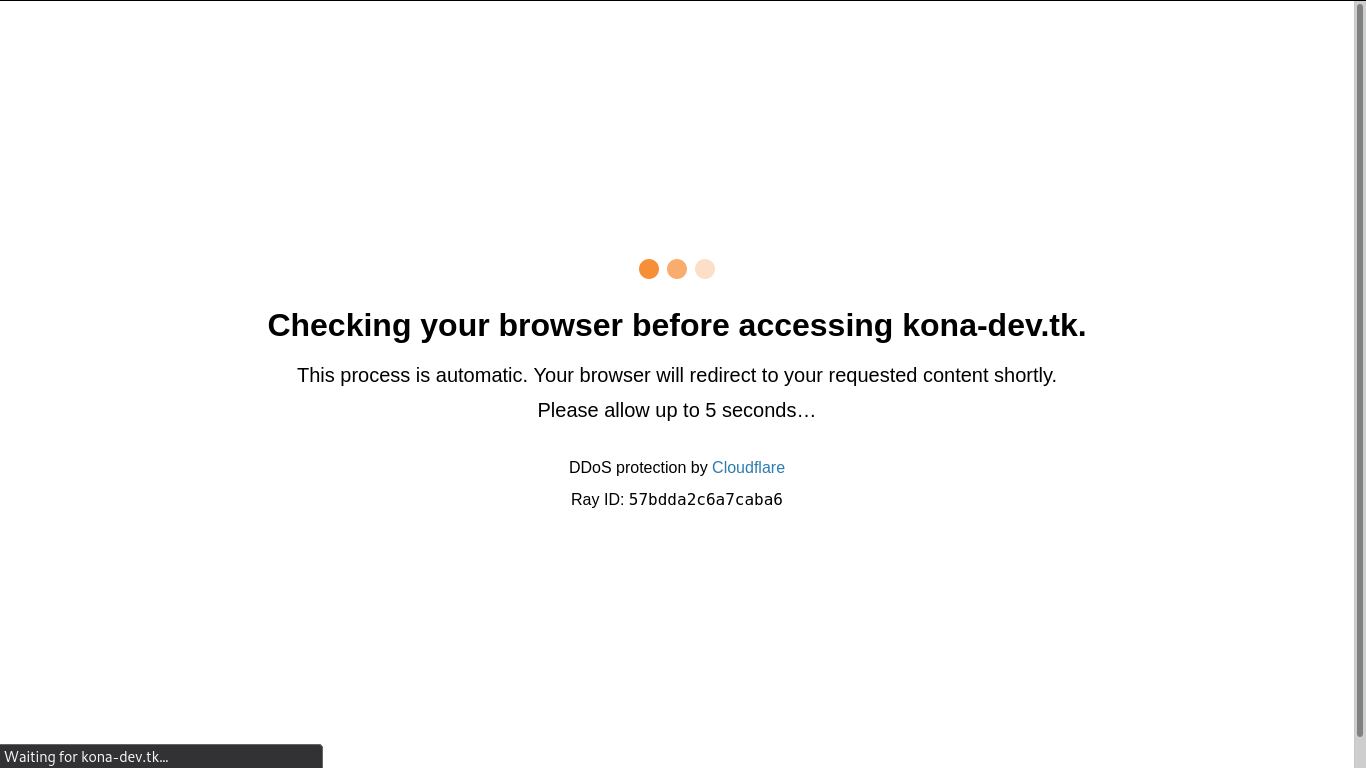 Checking your browser before accessing kona-dev.tk.
This process is automatic. Your browser will redirect to your requested content shortly.
Please allow up to 5 seconds…
DDoS protection by Cloudflare
Ray ID: 57bdda2c6a7caba6
Waiting for kona-dev.tk...